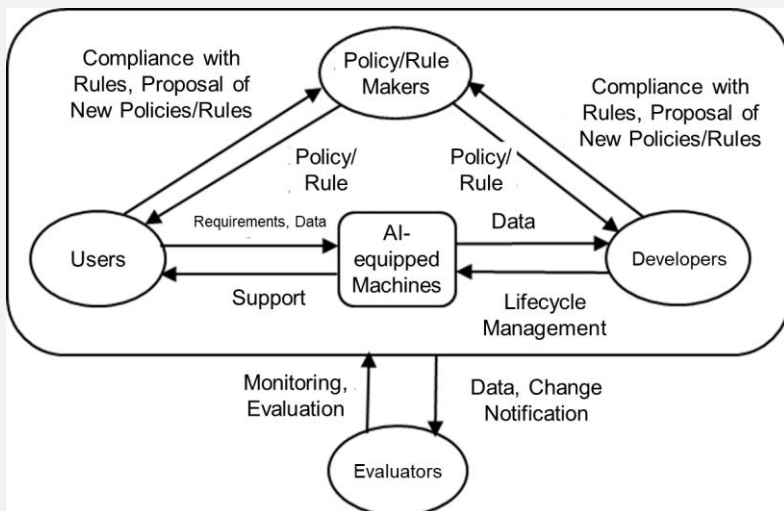 Compliance with
Rules, Proposal of
New Policies/Rules
Policy/Rule
Makers
Compliance with
Rules, Proposal of
New Policies/Rules
Policy/
Rule
Policy/
Rule
Users
Requirements, Data
Support
AI-
equipped
Machines
Data
Lifecycle
Management
Developers
Monitoring,
Evaluation
Data, Change
Notification
Evaluators